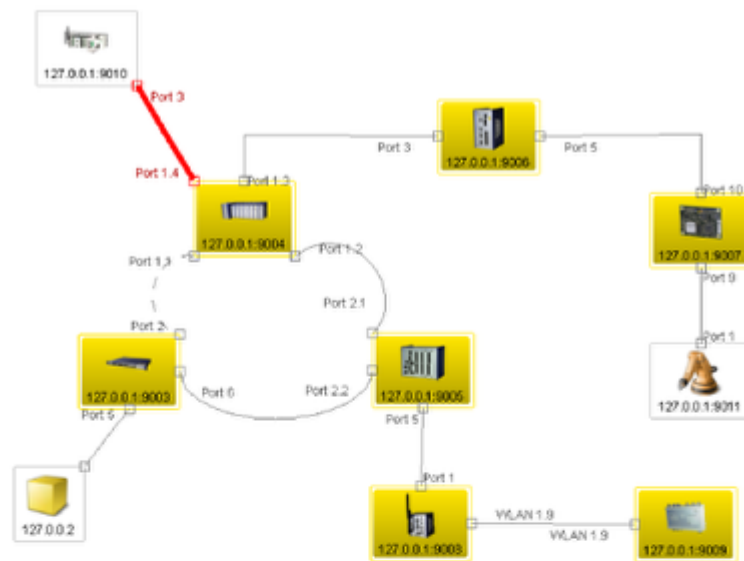 127.0.0.1:9010
Port 3
Port 1.4
Port 1.3
127.0.0.1:9004
Port 1.1
Port 1.2
Port 3
127.0.0.1:9006
Port 5
Port 10
127.0.0.1:9007
Port 9
Port 1
127.0.0.1:9011
Port 2
127.0.0.1:9003
Port 6
Port 5
127.0.0.2
Port 2.1
Port 2.2
127.0.0.1:9005
Port 5
Port 1
127.0.0.1:9008
WLAN 1.9
WLAN 1.9
127.0.0.1:9009